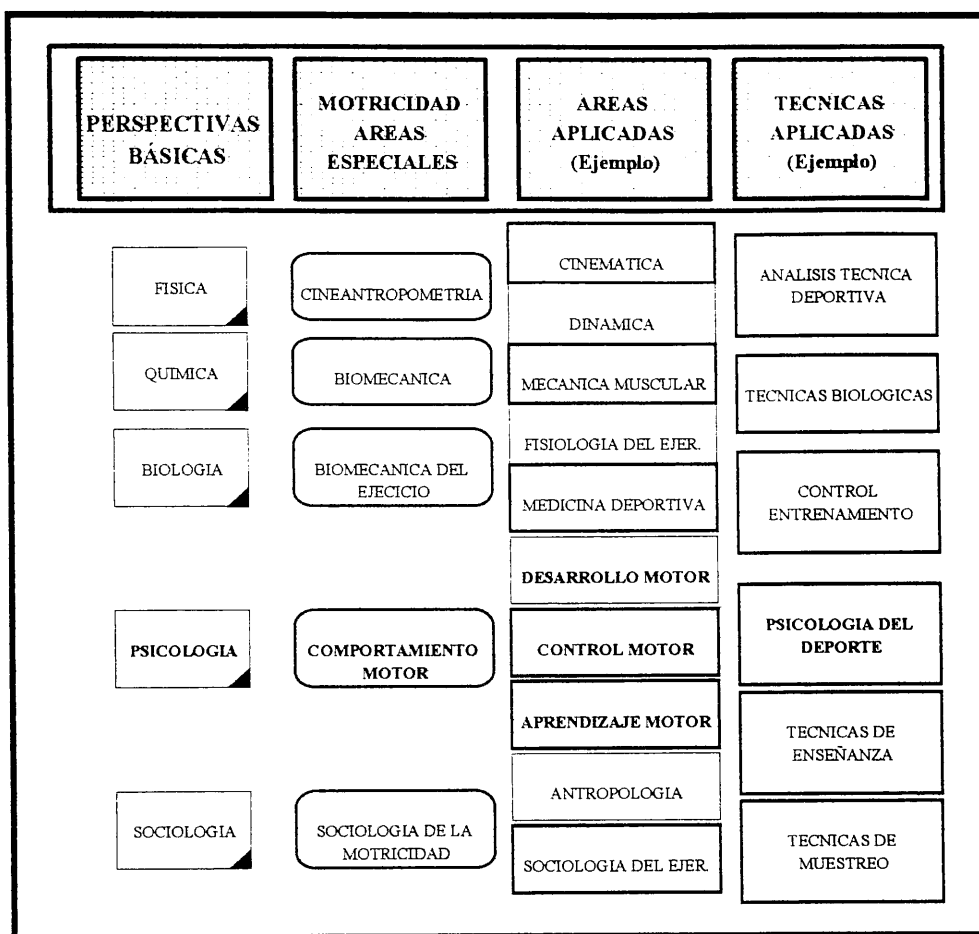 PERSPECTIVAS
BÁSICAS
MOTRICIDAD
AREAS
ESPECIALES
AREAS
APLICADAS
(Ejemplo)
TECNICAS
APLICADAS
(Ejemplo)
FISICA
QUIMICA
BIOLOGIA
PSICOLOGIA
SOCIOLOGIA
CINEANTROPOMETRIA
BIOMECANICA
BIOMECANICA DEL
EJECICIO
COMPORTAMIENTO
MOTOR
SOCIOLOGIA DE LA
MOTRICIDAD
CINEMATICA
DINAMICA
MECANICA MUSCULAR
FISIOLOGIA DEL EJER.
MEDICINA DEPORTIVA
DESARROLLO MOTOR
CONTROL MOTOR
APRENDIZAJE MOTOR
ANTROPOLOGIA
SOCIOLOGIA DEL EJER.
ANALISIS TECNICA
DEPORTIVA
TECNICAS BIOLOGICAS
CONTROL
ENTRENAMIENTO
PSICOLOGIA DEL
DEPORTE
TECNICAS DE
ENSEÑANZA
TECNICAS DE
MUESTREO